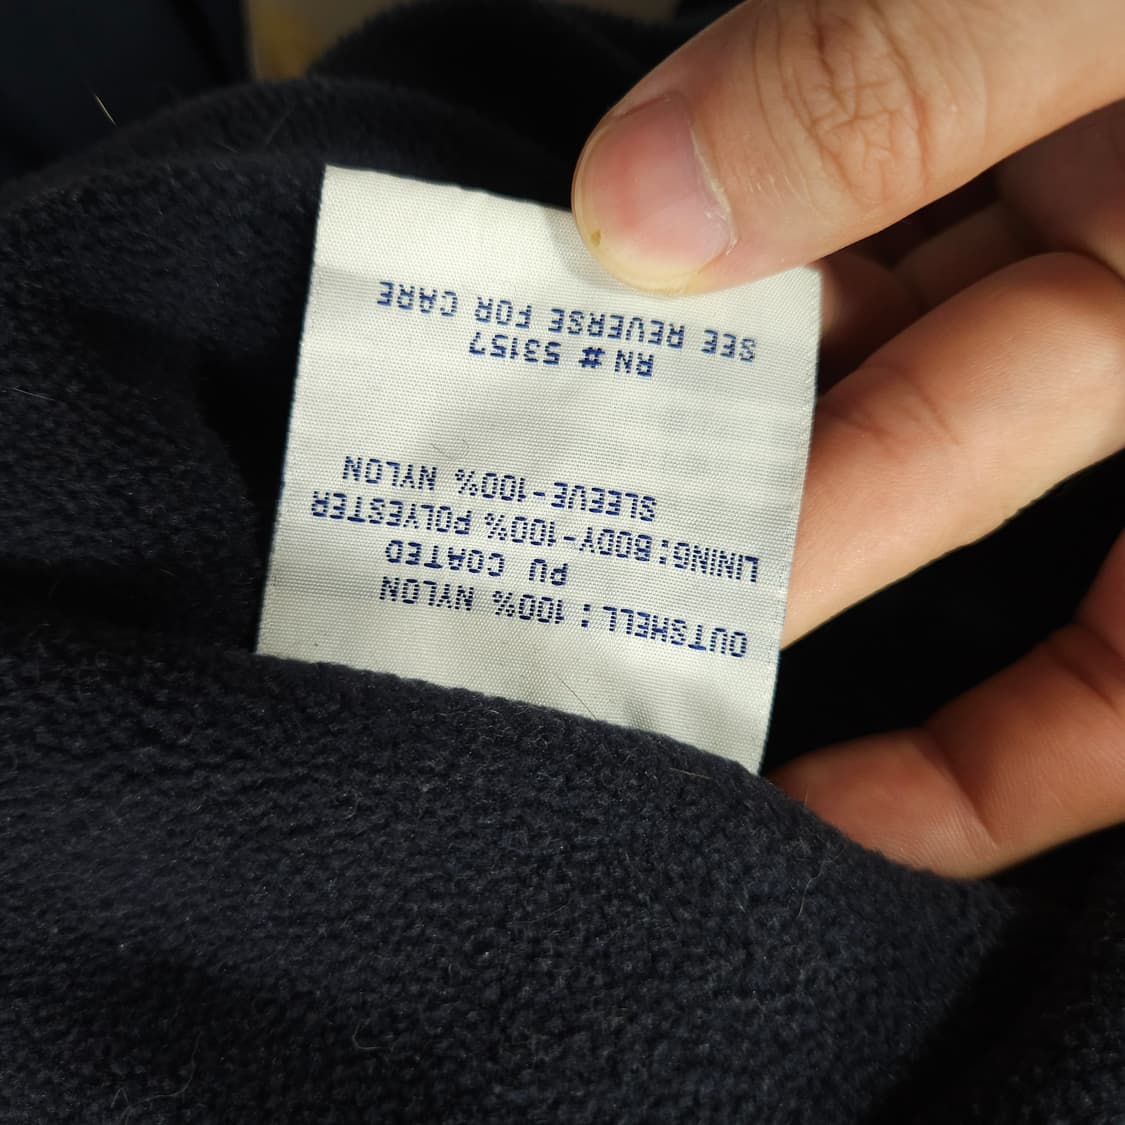 OUTSHELL: 100% NYLON
PU COATED
LINING: BODY-100% POLYESTER
SLEEVE-100% NYLON
RN # 53157
SEE REVERSE FOR CARE